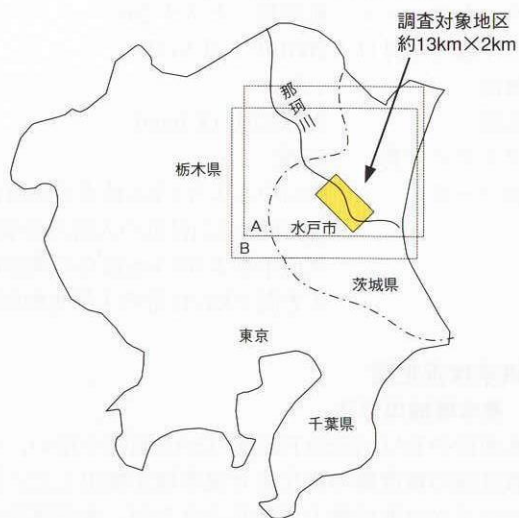 調査対象地区
約13km×2km
那珂川
栃木県
A
水戸市
B
茨城県
東京
千葉県